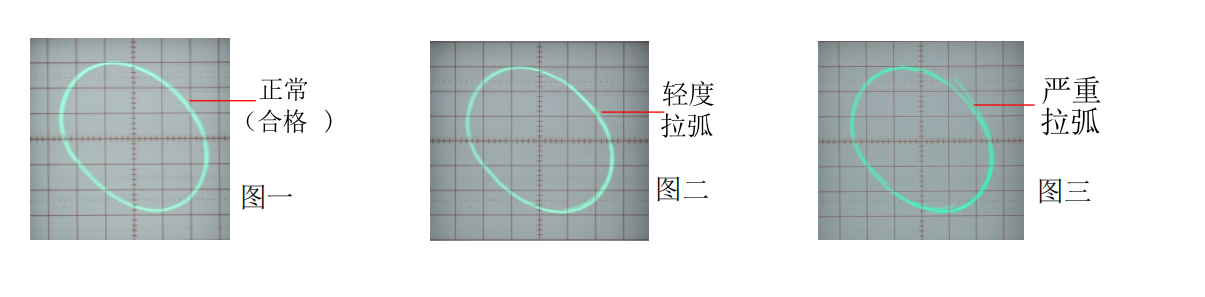 正常
（合格 ）
图一
轻度
拉弧
图二
严重
拉弧
图三